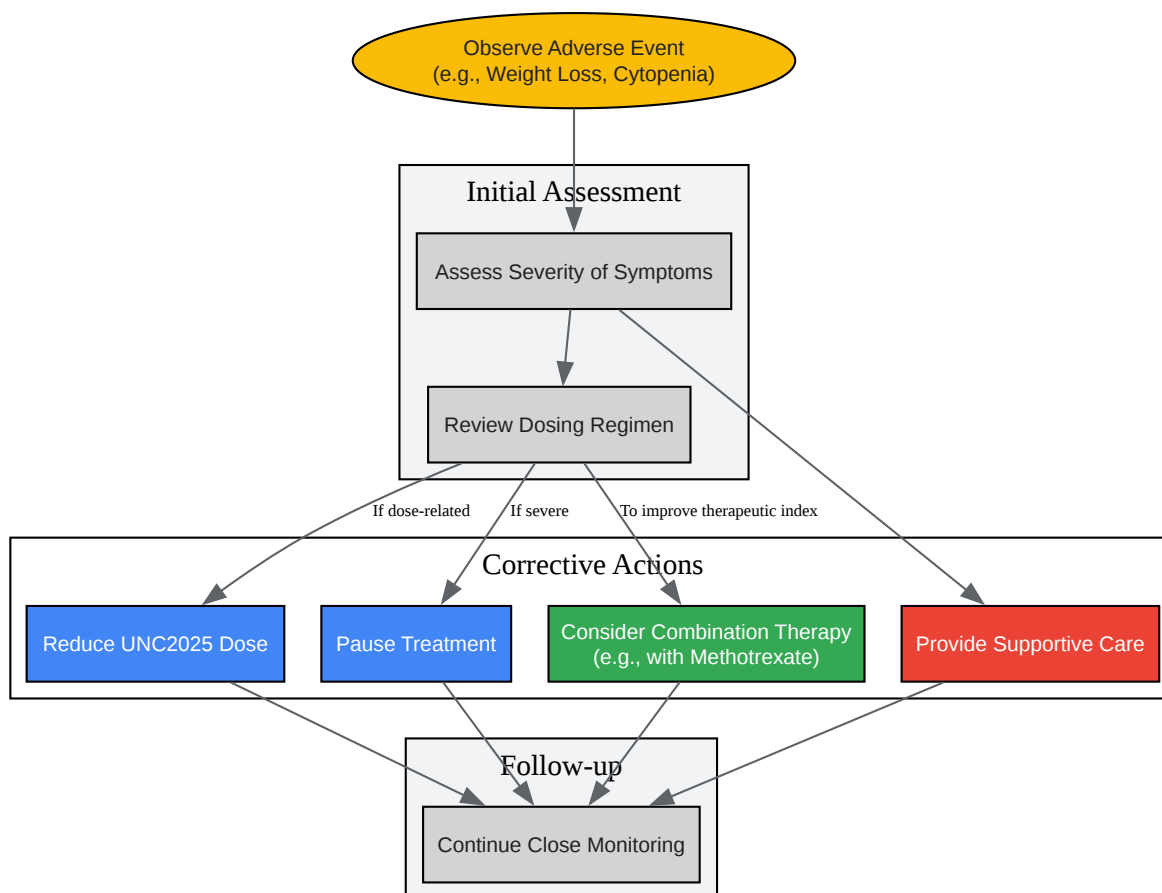 Observe Adverse Event
(e.g., Weight Loss, Cytopenia)
Initial Assessment
Assess Severity of Symptoms
Review Dosing Regimen
If dose-related
If severe
To improve therapeutic index
Corrective Actions
Reduce UNC2025 Dose
Pause Treatment
Consider Combination Therapy
(e.g., with Methotrexate)
Provide Supportive Care
Follow-up
Continue Close Monitoring